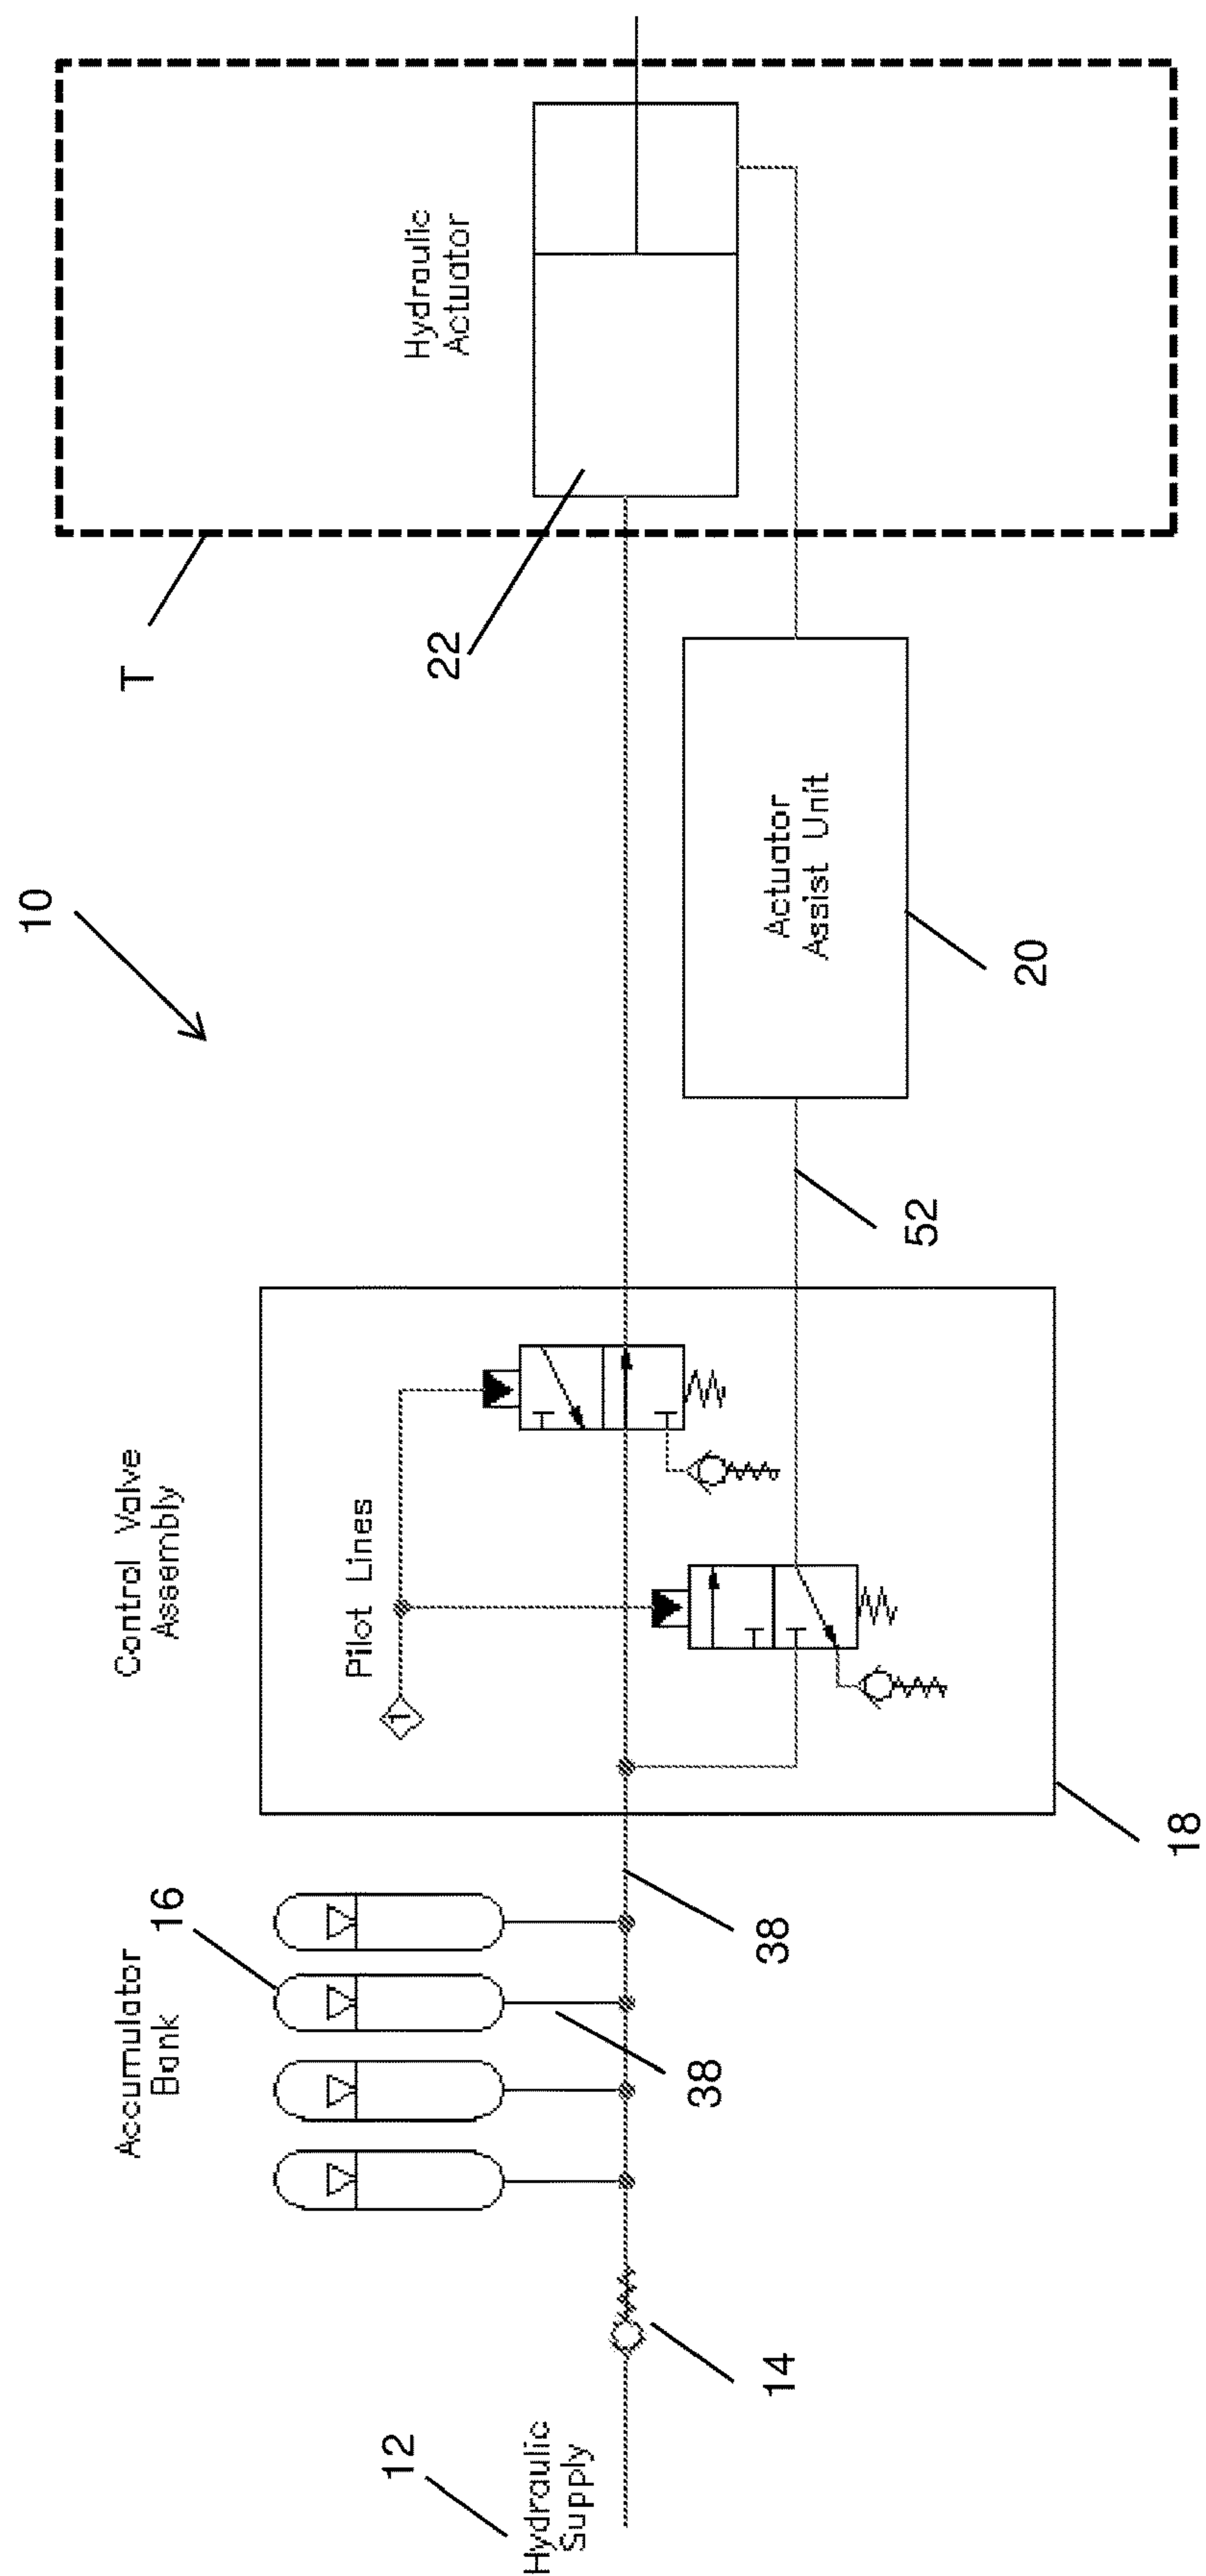 10
T
Hydraulic
Actuator
22
Actuator
Assist Unit
20
52
Control Valve
Assembly
Pilot Lines
1
18
Accumulator
Bank
16
38
38
14
12
Hydraulic
Supply